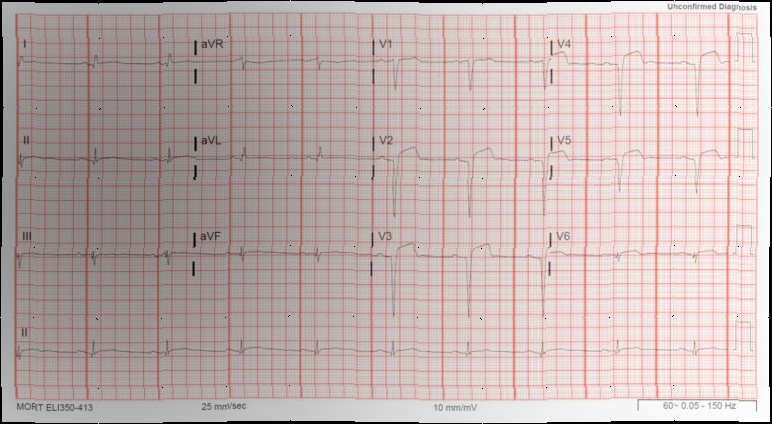 Unconfirmed Diagnosis
I aVR V1 V4
II aVL V2 V5
III aVF V3 V6
II
MORT ELI350-413 25 mm/sec 10 mm/mV 60~ 0.05 - 150 Hz